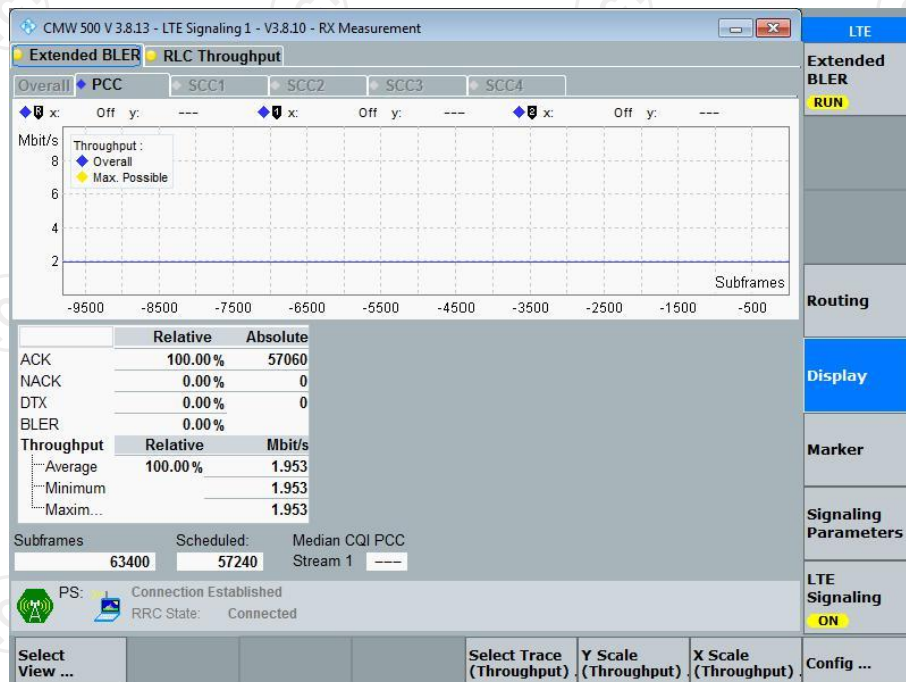 CMW 500 V 3.8.13 - LTE Signaling 1 - V3.8.10 - RX Measurement
LTE
Extended BLER RLC Throughput
Extended
BLER
RUN
Overall PCC SCC1 SCC2 SCC3 SCC4
R x: Off y: --- 1 x: Off y: --- 2 x: Off y: ---
Mbit/s
Throughput :
Overall
Max. Possible
8
6
4
2
Subframes
-9500 -8500 -7500 -6500 -5500 -4500 -3500 -2500 -1500 -500
Routing
Relative Absolute
ACK 100.00 % 57060
NACK 0.00 % 0
DTX 0.00 % 0
BLER 0.00 %
Throughput Relative Mbit/s
Average 100.00 % 1.953
Minimum 1.953
Maxim... 1.953
Display
Marker
Signaling
Parameters
Subframes Scheduled: Median CQI PCC
63400 57240 Stream 1 ---
PS: Connection Established
RRC State: Connected
LTE
Signaling
ON
Select
View ...
Select Trace
(Throughput)
Y Scale
(Throughput)
X Scale
(Throughput)
Config ...